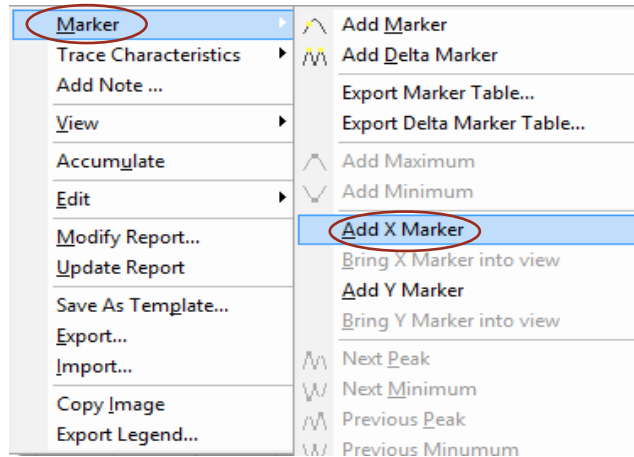 Marker
Trace Characteristics
Add Note ...
View
Accumulate
Edit
Modify Report...
Update Report
Save As Template...
Export...
Import...
Copy Image
Export Legend...
Add Marker
Add Delta Marker
Export Marker Table...
Export Delta Marker Table...
Add Maximum
Add Minimum
Add X Marker
Bring X Marker into view
Add Y Marker
Bring Y Marker into view
Next Peak
Next Minimum
Previous Peak
Previous Minumum